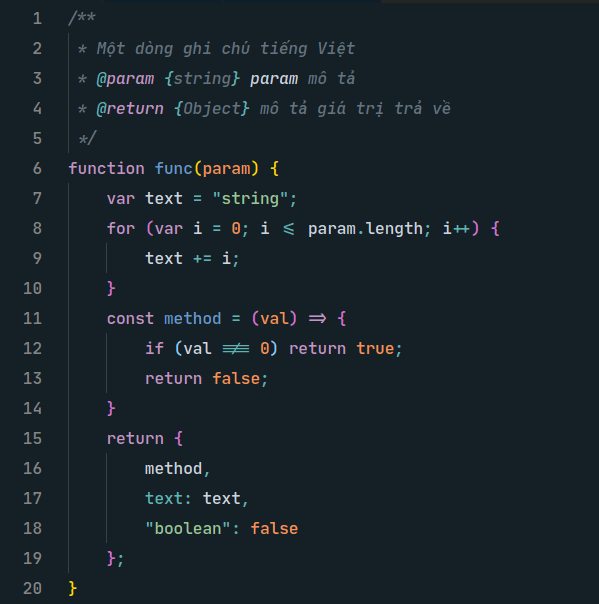 1 /**
2 * Một dòng ghi chú tiếng Việt
3 * @param {string} param mô tả
4 * @return {Object} mô tả giá trị trả về
5 */
6 function func(param) {
7 var text = "string";
8 for (var i = 0; i <= param.length; i++) {
9 text += i;
10 }
11 const method = (val) => {
12 if (val !== 0) return true;
13 return false;
14 }
15 return {
16 method,
17 text: text,
18 "boolean": false
19 };
20 }